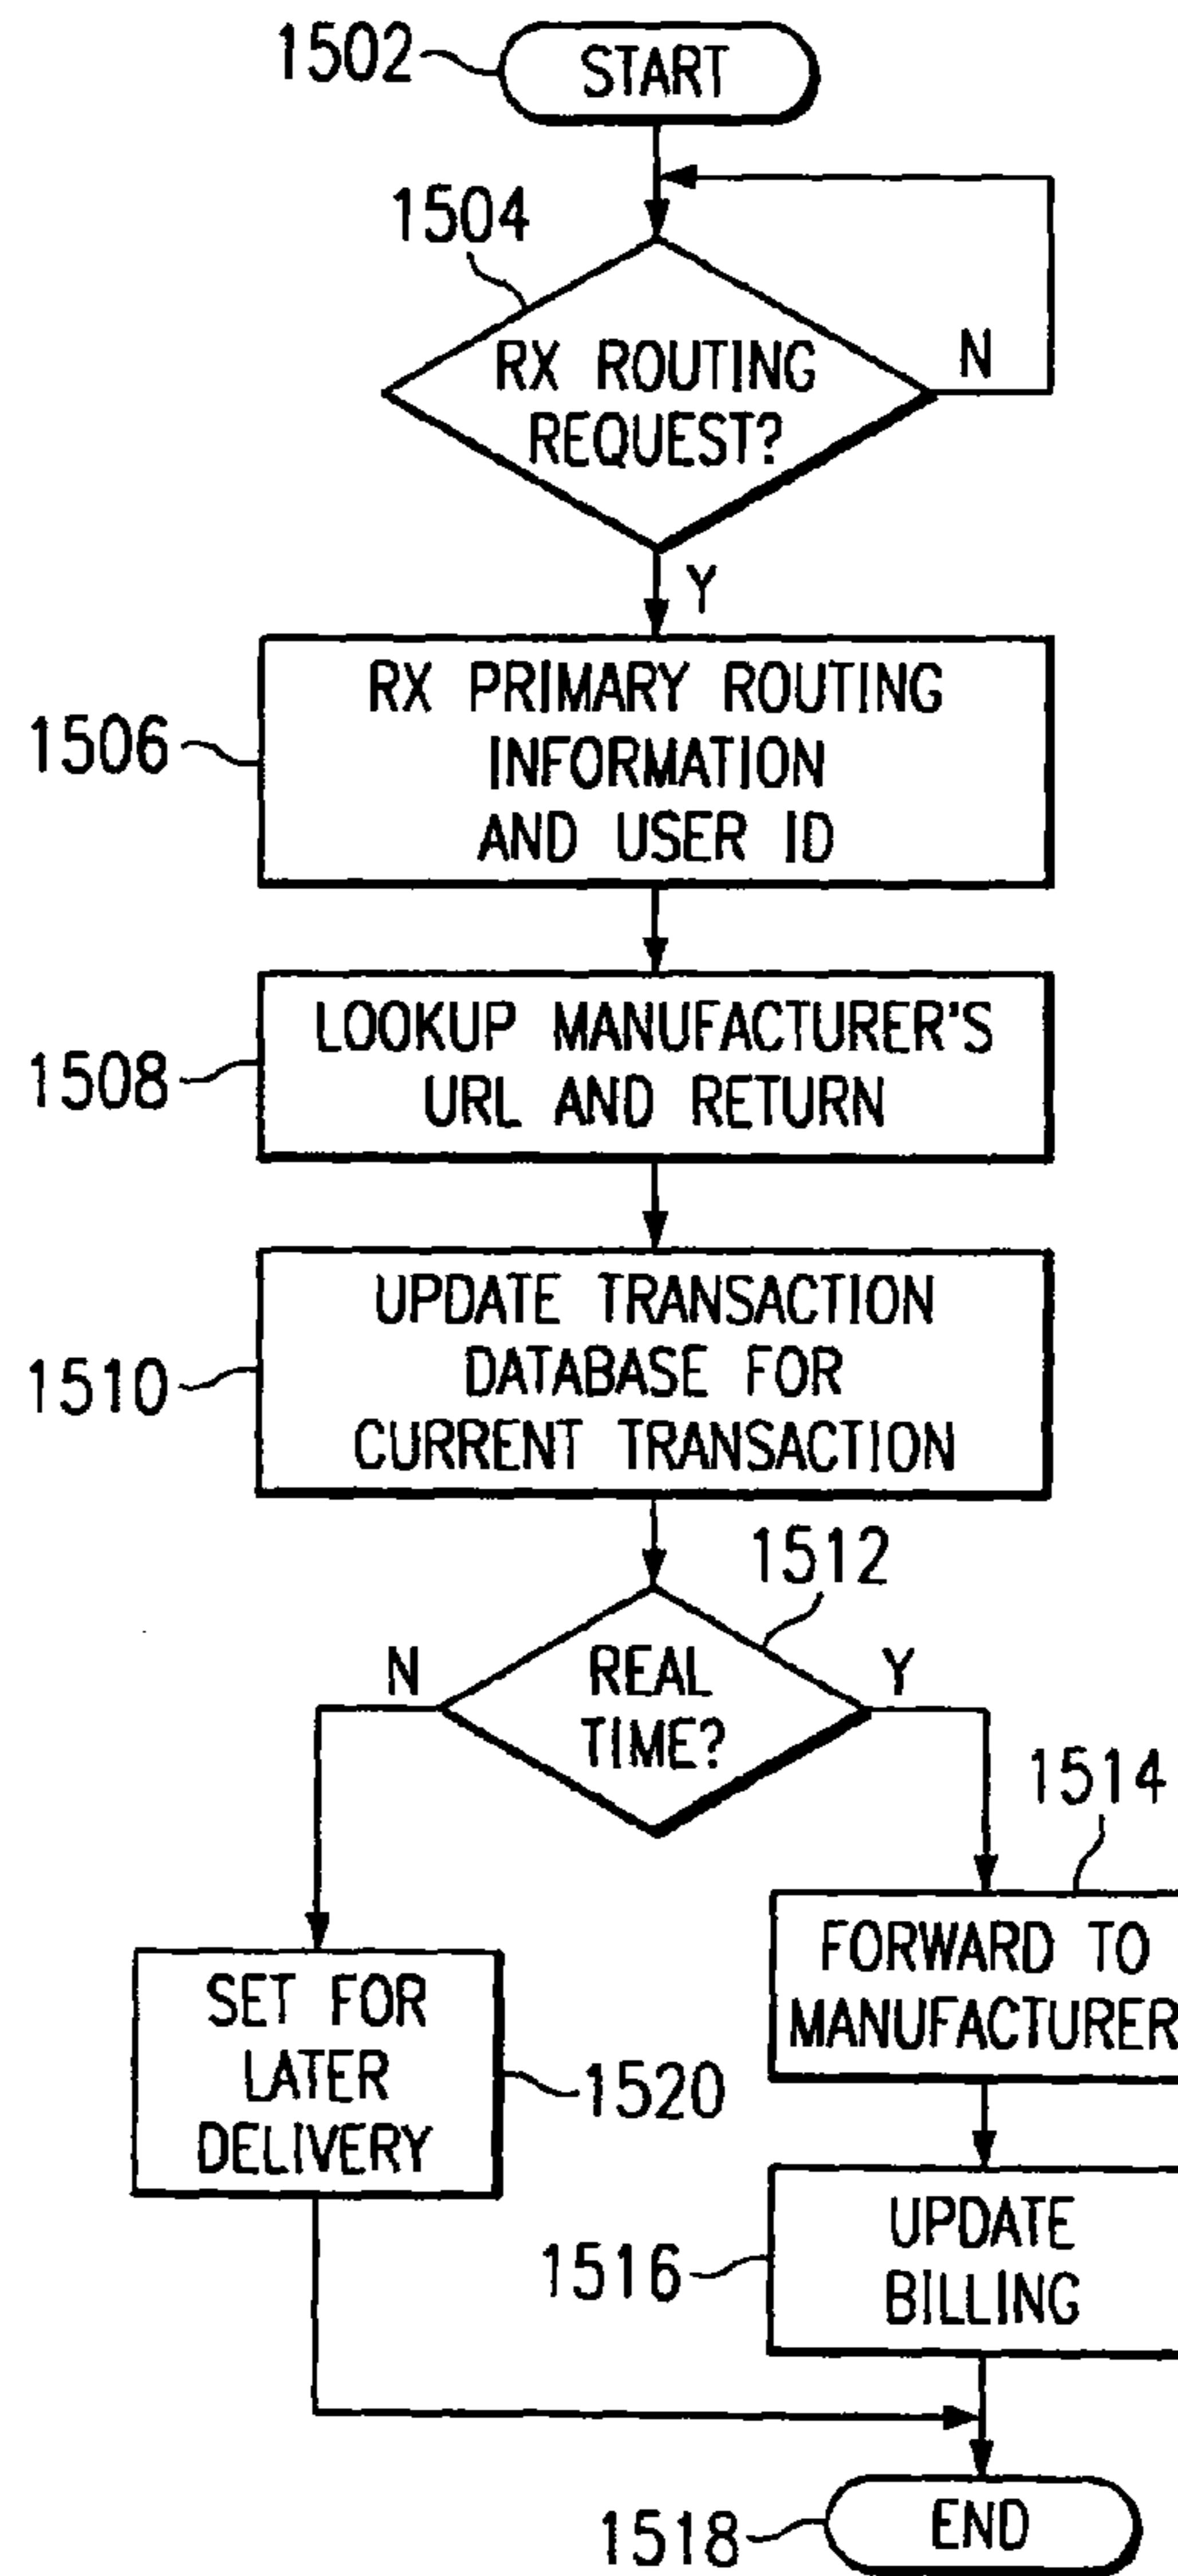 1502
START
1504
RX ROUTING
REQUEST?
N
Y
1506
RX PRIMARY ROUTING
INFORMATION
AND USER ID
1508
LOOKUP MANUFACTURER'S
URL AND RETURN
1510
UPDATE TRANSACTION
DATABASE FOR
CURRENT TRANSACTION
1512
N
REAL
TIME?
Y
1514
FORWARD TO
MANUFACTURER
SET FOR
LATER
DELIVERY
1520
1516
UPDATE
BILLING
1518
END